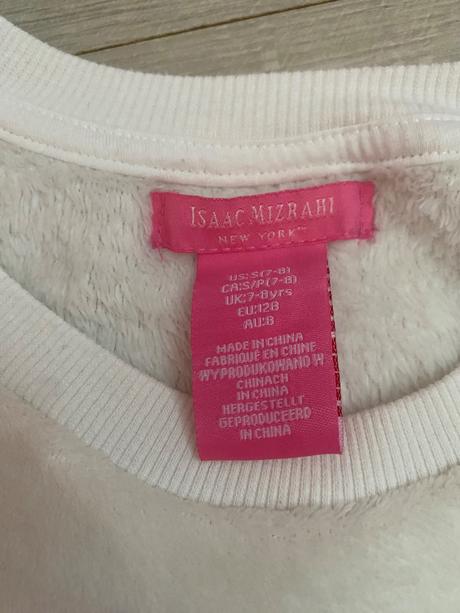 ISAAC MIZRAHI
NEW YORK™
US:S(7-8)
CA:S/P(7-8)
UK:7-8yrs
EU:128
AU:8
MADE IN CHINA
FABRIQUÉ EN CHINE
WYPRODUKOWANO W
CHINACH
IN CHINA
HERGESTELLT
GEPRODUCEERD
IN CHINA